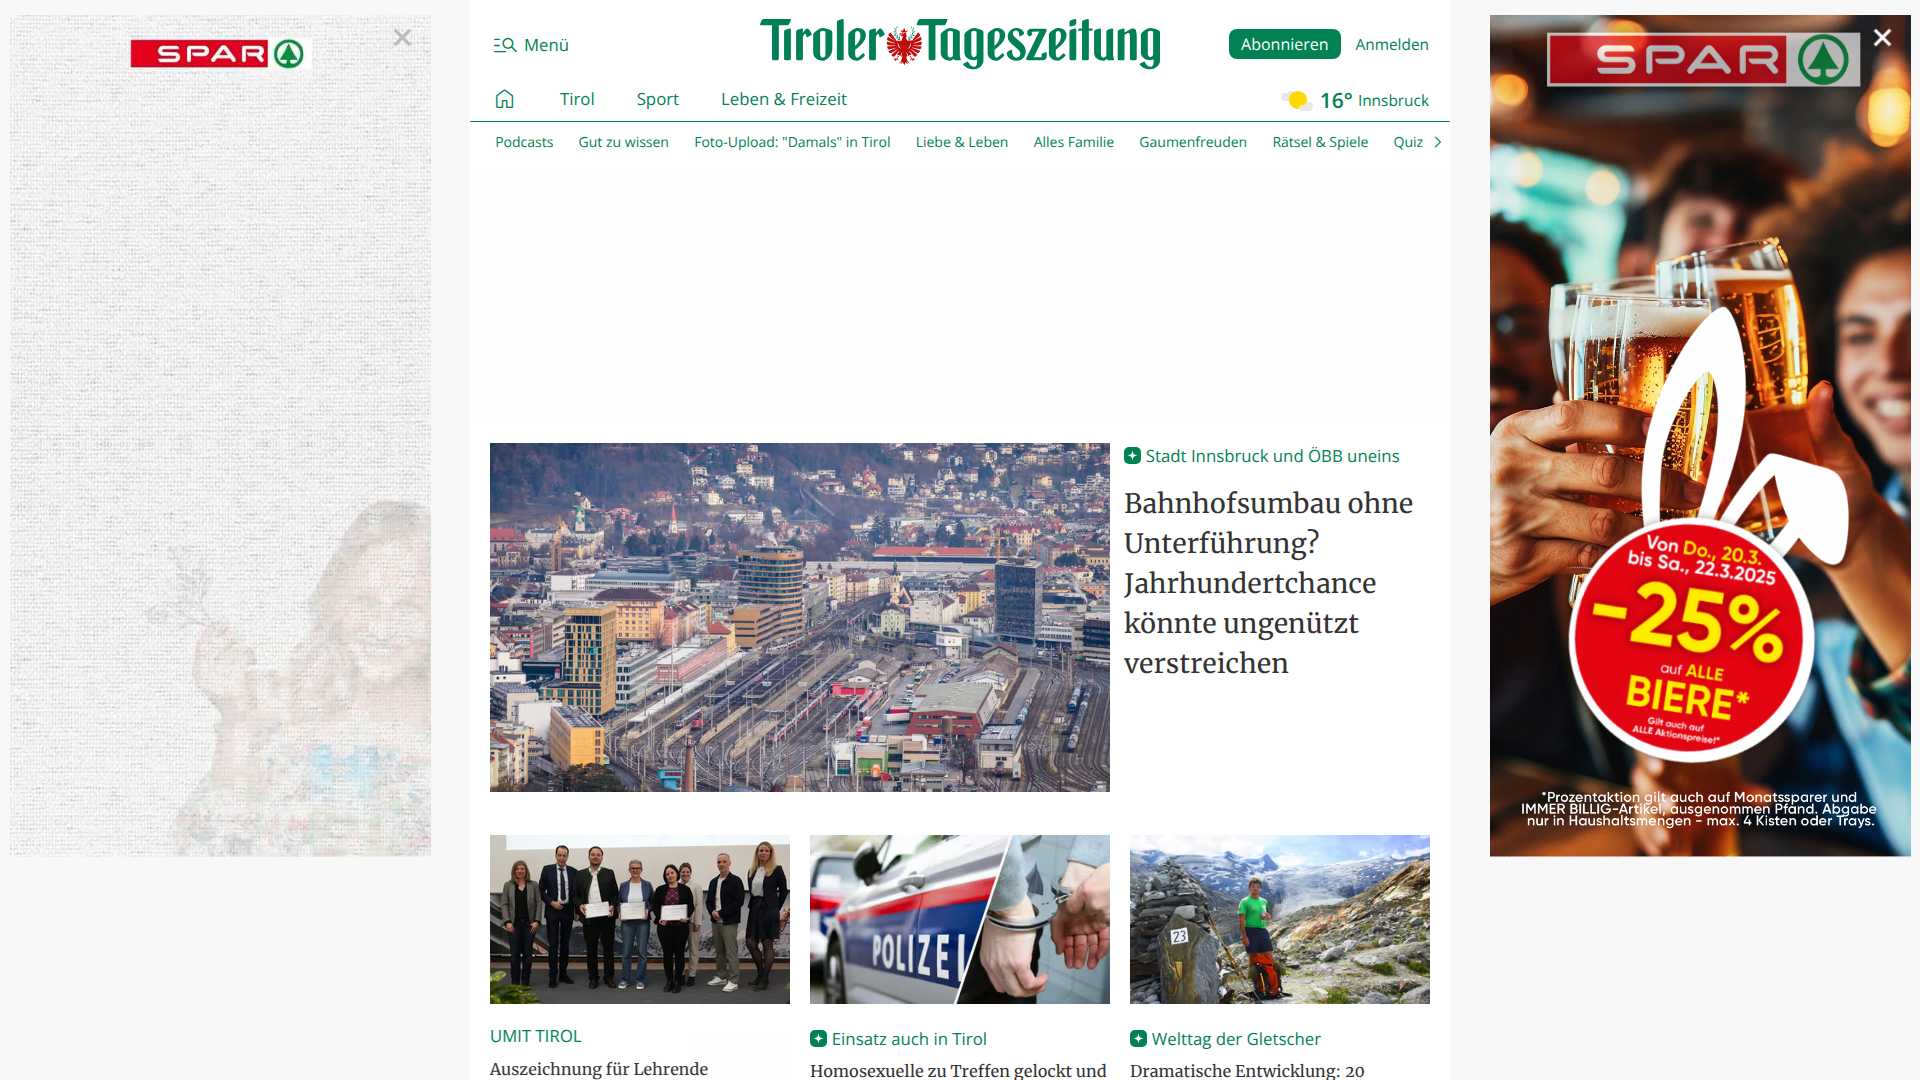 SPAR
Menü
Tiroler Tageszeitung
Abonnieren
Anmelden
Tirol
Sport
Leben & Freizeit
16° Innsbruck
Podcasts
Gut zu wissen
Foto-Upload: "Damals" in Tirol
Liebe & Leben
Alles Familie
Gaumenfreuden
Rätsel & Spiele
Quiz
Stadt Innsbruck und ÖBB uneins
Bahnhofsumbau ohne
Unterführung?
Jahrhundertchance
könnte ungenützt
verstreichen
POLIZEI
23
UMIT TIROL
Auszeichnung für Lehrende
Einsatz auch in Tirol
Homosexuelle zu Treffen gelockt und
Welttag der Gletscher
Dramatische Entwicklung: 20
SPAR
Von Do., 20.3.
bis Sa., 22.3.2025
-25%
auf ALLE
BIERE*
Gilt auch auf
ALLE Aktionspreise!*
*Prozentaktion gilt auch auf Monatssparer und
IMMER BILLIG-Artikel, ausgenommen Pfand. Abgabe
nur in Haushaltsmengen - max. 4 Kisten oder Trays.